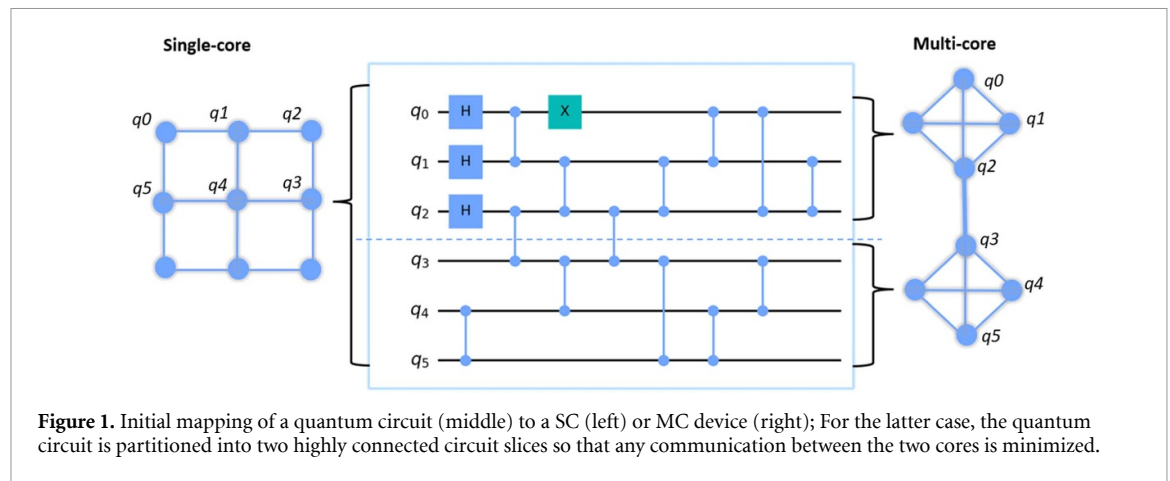 Single-core
Multi-core
q0
q1
q2
q5
q4
q3
q0
H
X
q1
H
q2
H
q3
q4
q5
q0
q1
q2
q3
q4
q5
Figure 1. Initial mapping of a quantum circuit (middle) to a SC (left) or MC device (right); For the latter case, the quantum
circuit is partitioned into two highly connected circuit slices so that any communication between the two cores is minimized.